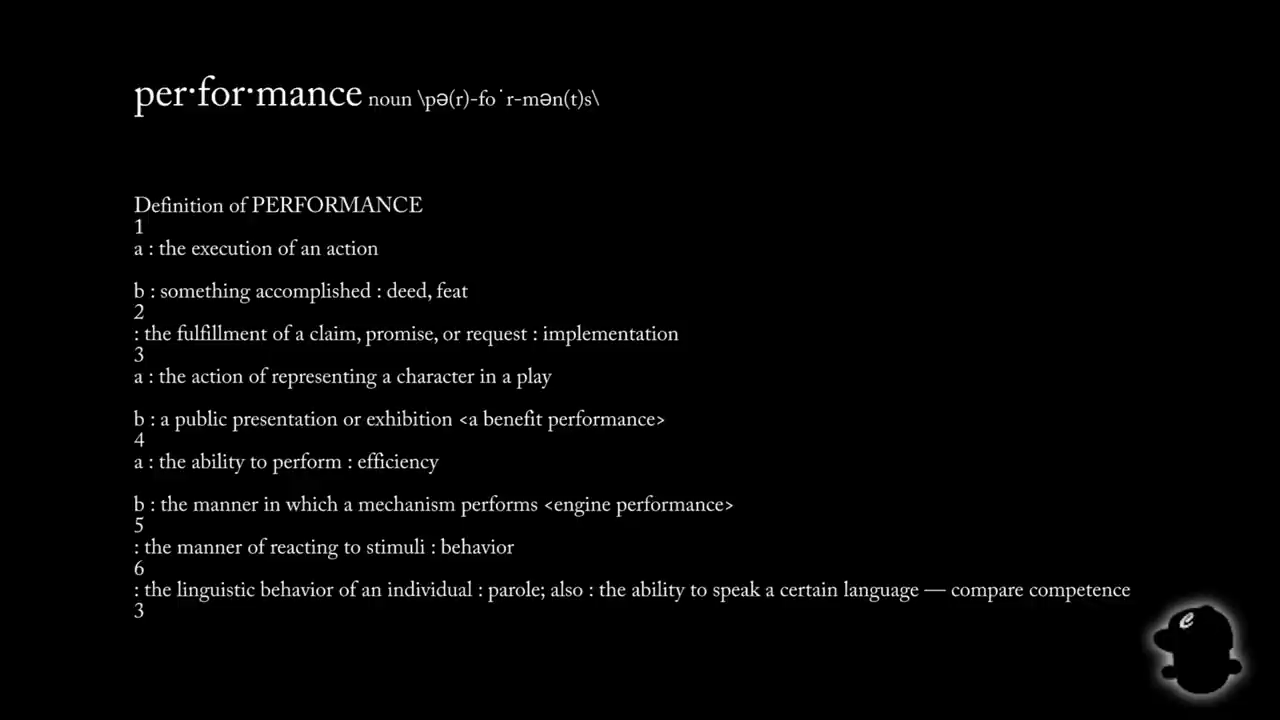 per·for·mance noun \pə(r)-fo˙r-mən(t)s\
Definition of PERFORMANCE
1
a : the execution of an action
b : something accomplished : deed, feat
2
: the fulfillment of a claim, promise, or request : implementation
3
a : the action of representing a character in a play
b : a public presentation or exhibition <a benefit performance>
4
a : the ability to perform : efficiency
b : the manner in which a mechanism performs <engine performance>
5
: the manner of reacting to stimuli : behavior
6
: the linguistic behavior of an individual : parole; also : the ability to speak a certain language — compare competence
3
C